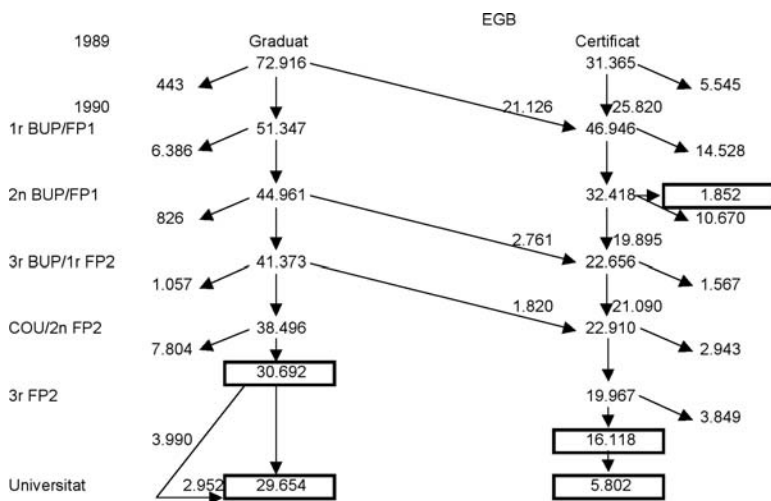 EGB
1989 Graduat Certificat
72.916 31.365
443 5.545
1990 21.126 25.820
1r BUP/FP1 51.347 46.946
6.386 14.528
2n BUP/FP1 44.961 32.418 1.852
826 10.670
2.761 19.895
3r BUP/1r FP2 41.373 22.656
1.057 1.567
1.820 21.090
COU/2n FP2 38.496 22.910
7.804 2.943
30.692
3r FP2 19.967
3.849
3.990 16.118
Universitat 2.952 29.654 5.802